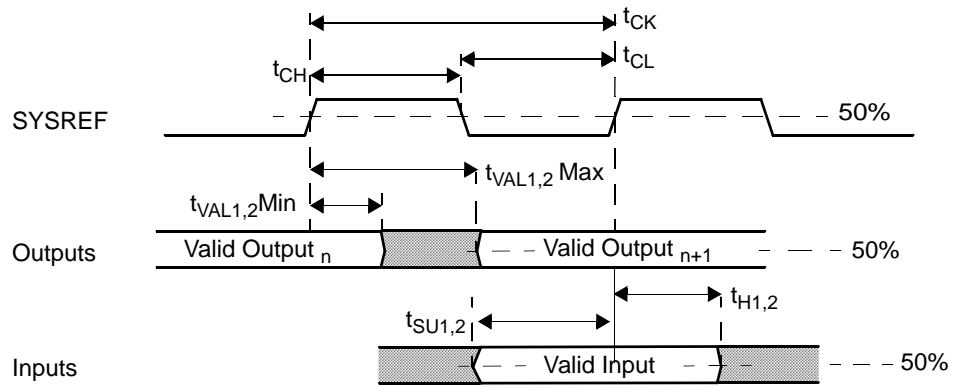 tCK
tCL
tCH
SYSREF
50%
tVAL1,2 Max
tVAL1,2Min
Outputs
Valid Output n
Valid Output n+1
50%
tH1,2
tSU1,2
Inputs
Valid Input
50%